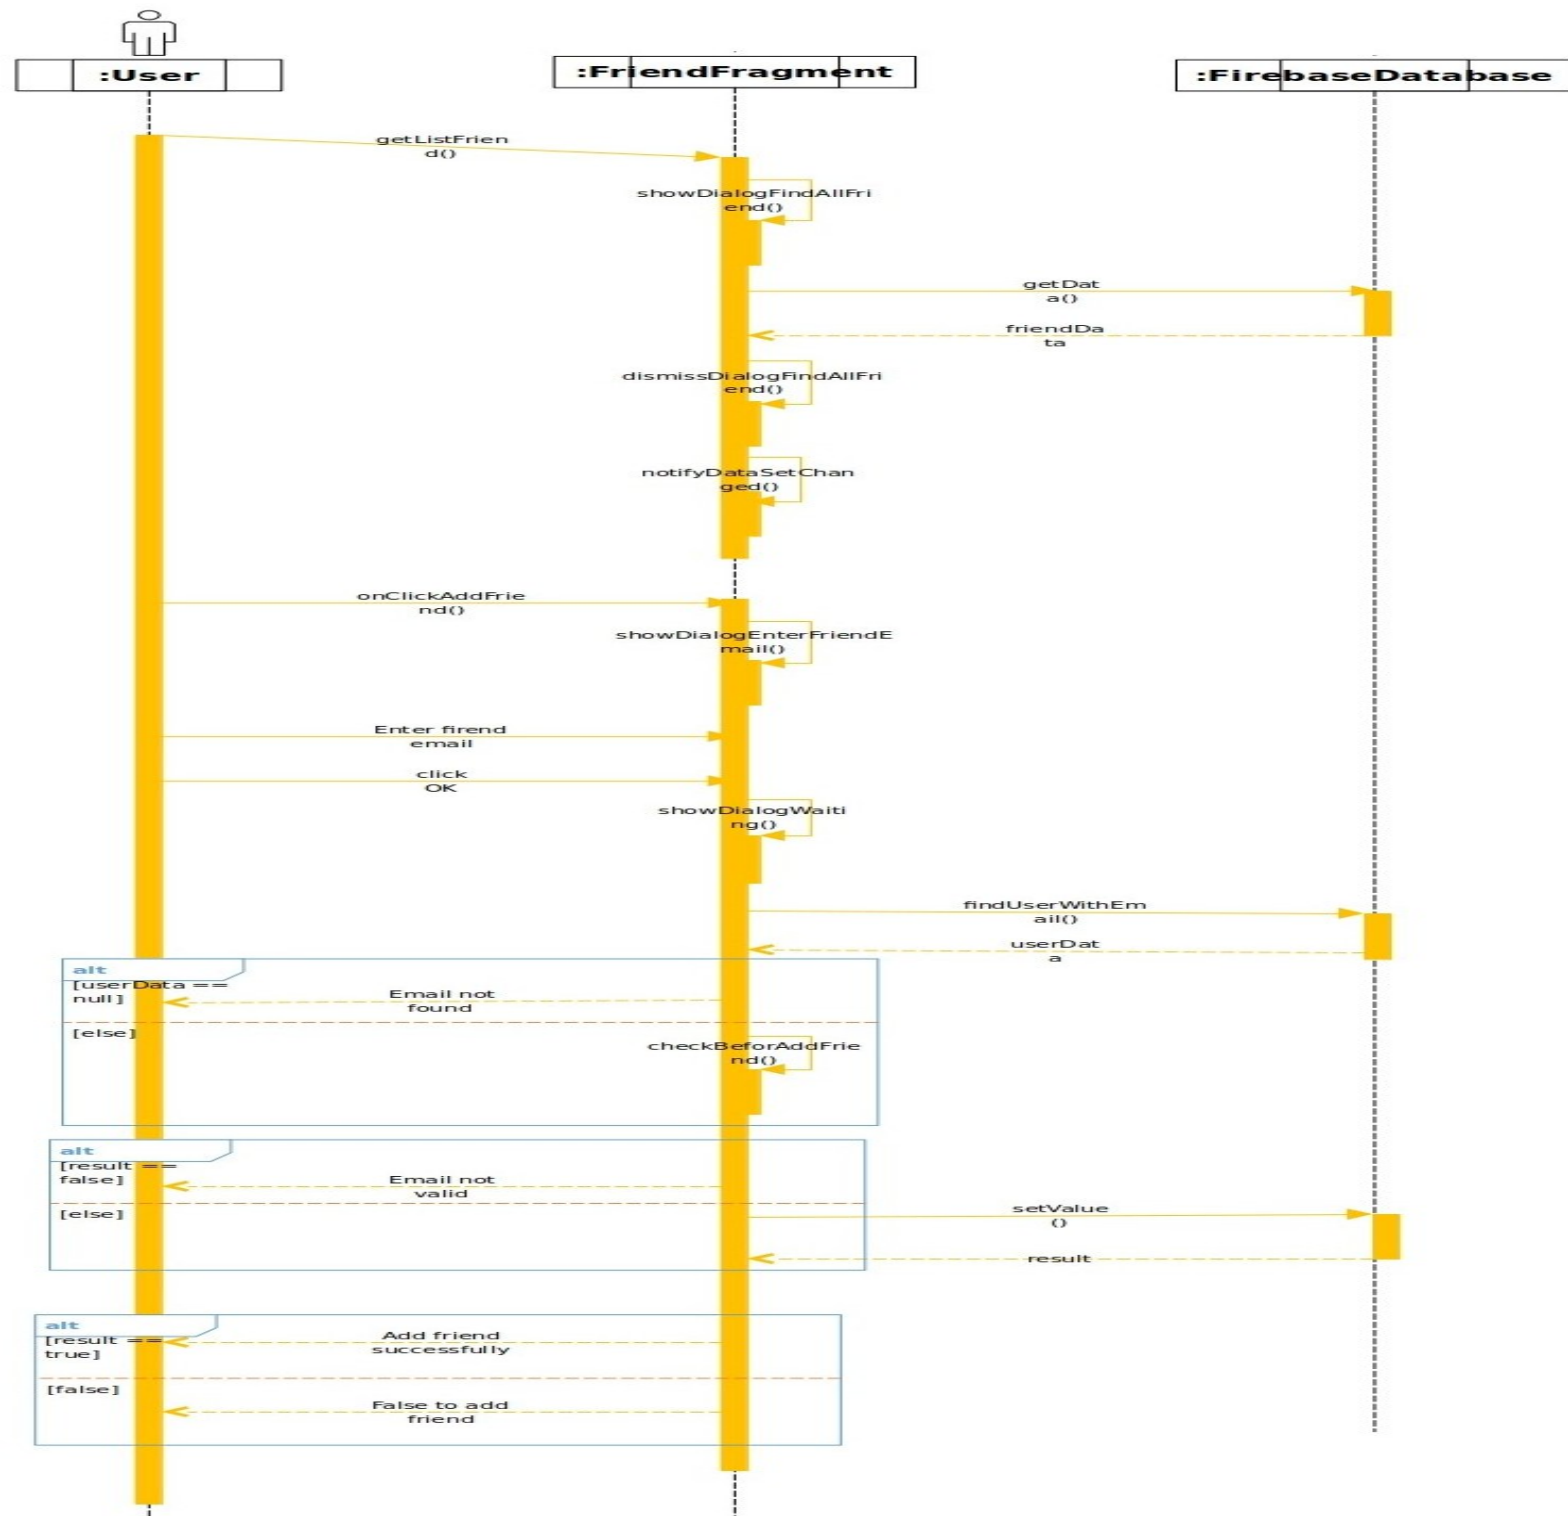 :User
:FriendFragment
:FirebaseDatabase
getListFrien
d()
showDialogFindAllFri
end()
getDat
a()
friendDa
ta
dismissDialogFindAllFri
end()
notifyDataSetChan
ged()
onClickAddFrie
nd()
showDialogEnterFriendE
mail()
Enter firend
email
click
OK
showDialogWaiti
ng()
findUserWithEm
ail()
userDat
a
alt
[userData ==
null]
Email not
found
[else]
checkBeforAddFrie
nd()
alt
[result ==
false]
Email not
valid
[else]
setValue
()
result
alt
[result ==
true]
Add friend
successfully
[false]
False to add
friend